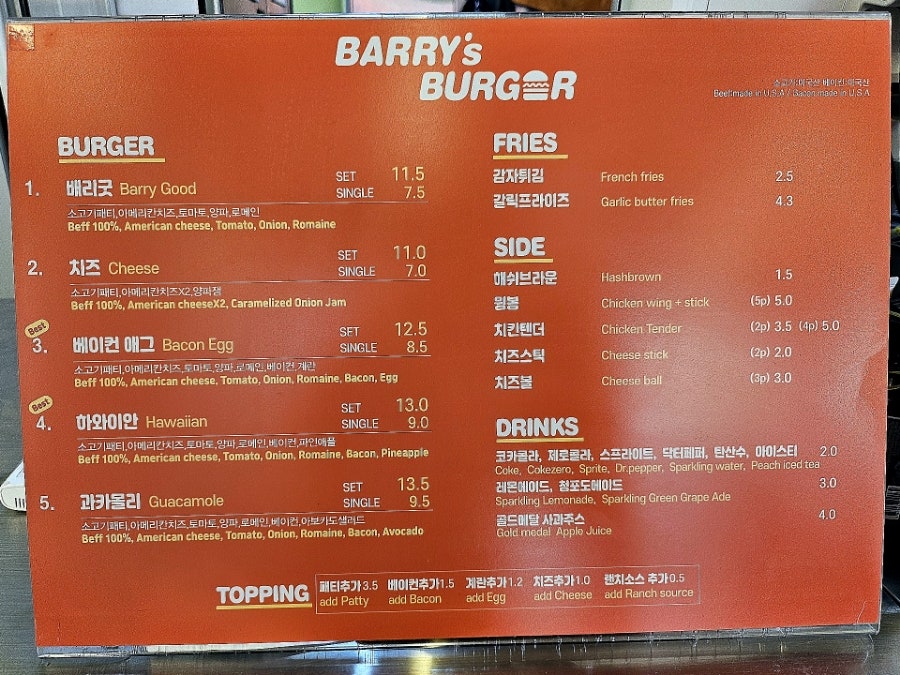 BARRY's
BURGER
소고기:미국산 베이컨:미국산
Beef:made in U.S.A / Bacon:made in U.S.A
BURGER
1. 배리굿 Barry Good
SET 11.5
SINGLE 7.5
소고기패티,아메리칸치즈,토마토,양파,로메인
Beff 100%, American cheese, Tomato, Onion, Romaine
2. 치즈 Cheese
SET 11.0
SINGLE 7.0
소고기패티,아메리칸치즈X2,양파잼
Beff 100%, American cheeseX2, Caramelized Onion Jam
Best
3. 베이컨 애그 Bacon Egg
SET 12.5
SINGLE 8.5
소고기패티,아메리칸치즈,토마토,양파,로메인,베이컨,계란
Beff 100%, American cheese, Tomato, Onion, Romaine, Bacon, Egg
Best
4. 하와이안 Hawaiian
SET 13.0
SINGLE 9.0
소고기패티,아메리칸치즈,토마토,양파,로메인,베이컨,파인애플
Beff 100%, American cheese, Tomato, Onion, Romaine, Bacon, Pineapple
5. 과카몰리 Guacamole
SET 13.5
SINGLE 9.5
소고기패티,아메리칸치즈,토마토,양파,로메인,베이컨,아보카도샐러드
Beff 100%, American cheese, Tomato, Onion, Romaine, Bacon, Avocado
FRIES
감자튀김 French fries 2.5
갈릭프라이즈 Garlic butter fries 4.3
SIDE
해쉬브라운 Hashbrown 1.5
윙봉 Chicken wing + stick (5p) 5.0
치킨텐더 Chicken Tender (2p) 3.5 (4p) 5.0
치즈스틱 Cheese stick (2p) 2.0
치즈볼 Cheese ball (3p) 3.0
DRINKS
코카콜라, 제로콜라, 스프라이트, 닥터페퍼, 탄산수, 아이스티 2.0
Coke, Cokezero, Sprite, Dr.pepper, Sparkling water, Peach iced tea
레몬에이드, 청포도에이드 3.0
Sparkling Lemonade, Sparkling Green Grape Ade
골드메달 사과주스 4.0
Gold medal Apple Juice
TOPPING
패티추가 3.5 베이컨추가 1.5 계란추가 1.2 치즈추가 1.0 랜치소스 추가 0.5
add Patty add Bacon add Egg add Cheese add Ranch source